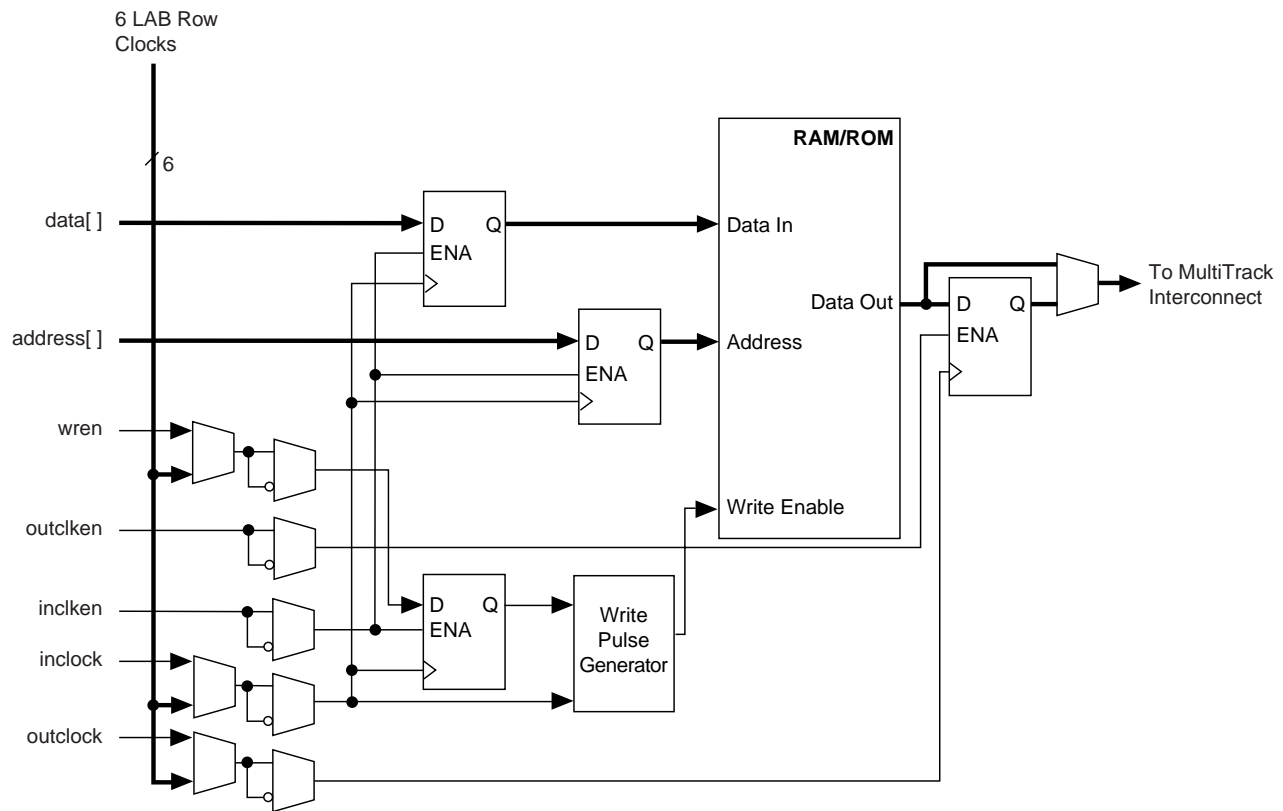 6 LAB Row
Clocks
6
RAM/ROM
data[ ]
D Q
ENA
Data In
To MultiTrack
Interconnect
Data Out
D Q
ENA
address[ ]
D Q
ENA
Address
wren
Write Enable
outclken
inclken
D Q
ENA
Write
Pulse
Generator
inclock
outclock